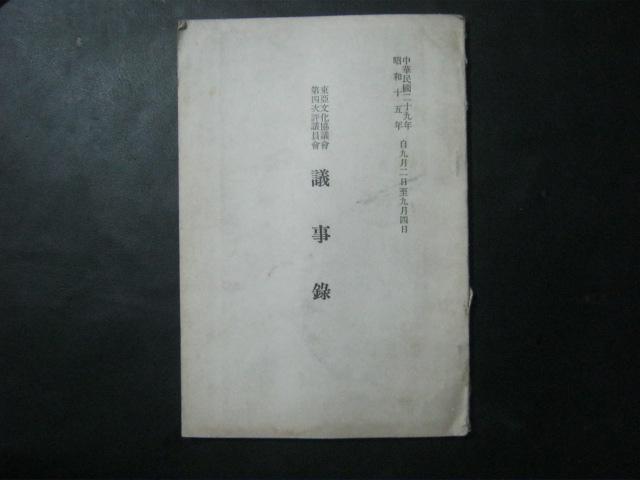 中華民國二十九年
昭和十五年
自九月二日至九月四日
東亞文化協議會
第四次評議員會
議事錄